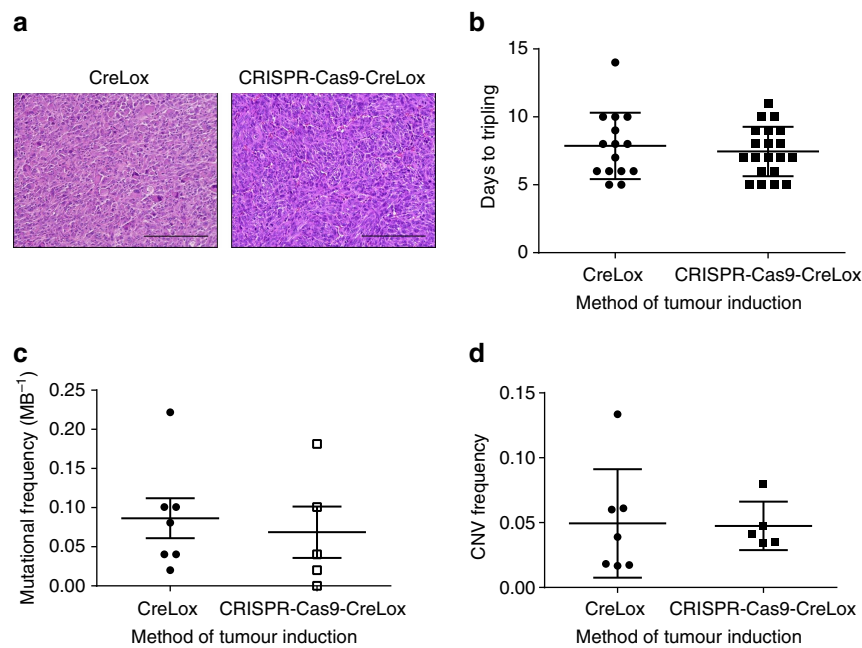 a
CreLox
CRISPR-Cas9-CreLox
b
15
10
5
0
Days to tripling
CreLox
CRISPR-Cas9-CreLox
Method of tumour induction
c
0.25
0.20
0.15
0.10
0.05
0.00
Mutational frequency (MB⁻¹)
CreLox
CRISPR-Cas9-CreLox
Method of tumour induction
d
0.15
0.10
0.05
0.00
CNV frequency
CreLox
CRISPR-Cas9-CreLox
Method of tumour induction